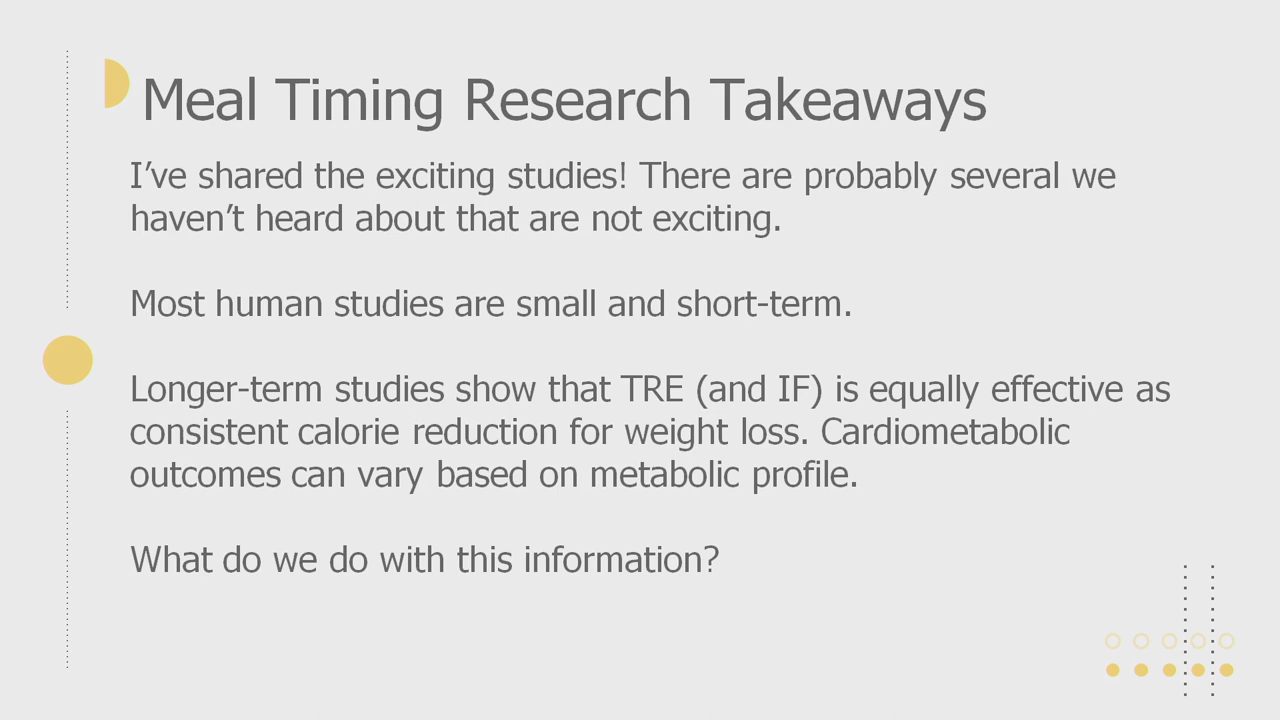 Meal Timing Research Takeaways
I’ve shared the exciting studies! There are probably several we
haven’t heard about that are not exciting.
Most human studies are small and short-term.
Longer-term studies show that TRE (and IF) is equally effective as
consistent calorie reduction for weight loss. Cardiometabolic
outcomes can vary based on metabolic profile.
What do we do with this information?